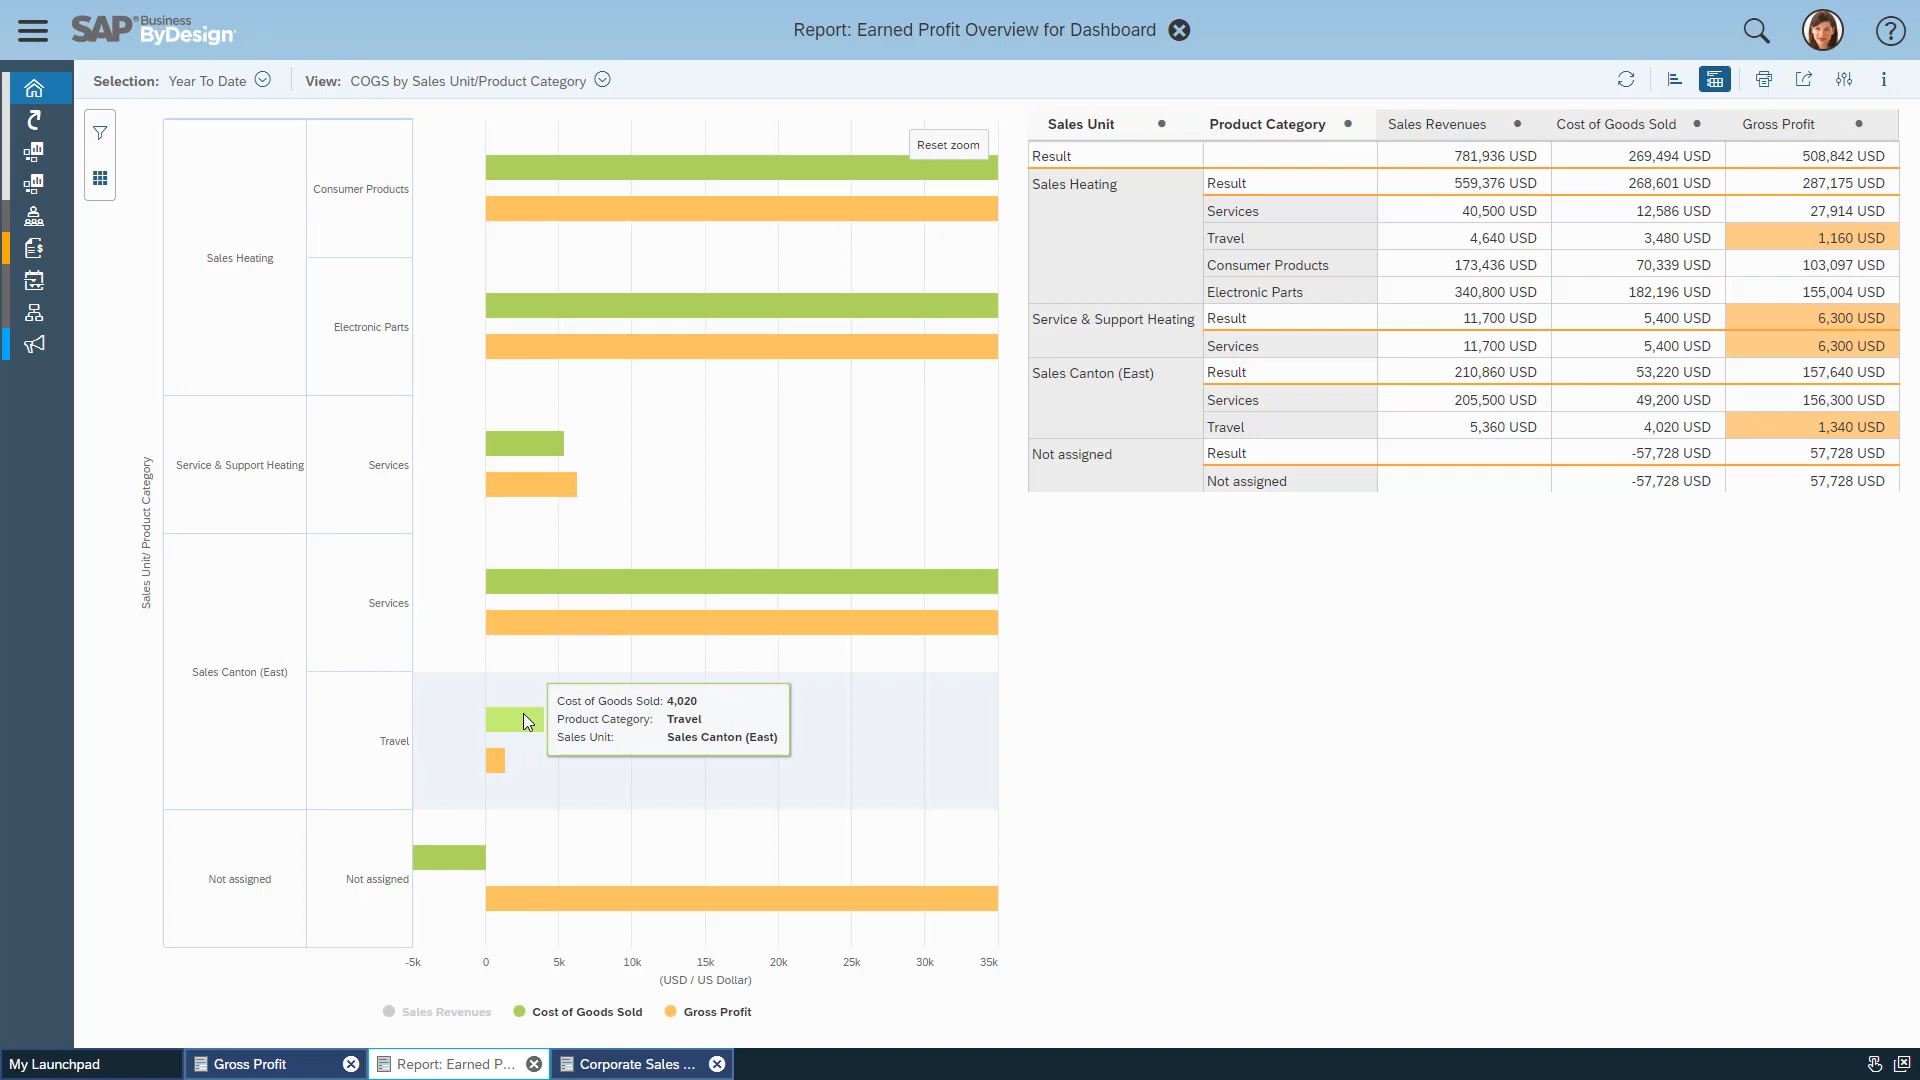 SAP Business ByDesign
Report: Earned Profit Overview for Dashboard
Selection: Year To Date
View: COGS by Sales Unit/Product Category
Reset zoom
Sales Unit/ Product Category
Sales Heating
Consumer Products
Electronic Parts
Service & Support Heating
Services
Sales Canton (East)
Services
Travel
Not assigned
Not assigned
Cost of Goods Sold: 4,020
Product Category: Travel
Sales Unit: Sales Canton (East)
-5k 0 5k 10k 15k 20k 25k 30k 35k
(USD / US Dollar)
Sales Revenues Cost of Goods Sold Gross Profit
Sales Unit Product Category Sales Revenues Cost of Goods Sold Gross Profit
Result 781,936 USD 269,494 USD 508,842 USD
Sales Heating Result 559,376 USD 268,601 USD 287,175 USD
Services 40,500 USD 12,586 USD 27,914 USD
Travel 4,640 USD 3,480 USD 1,160 USD
Consumer Products 173,436 USD 70,339 USD 103,097 USD
Electronic Parts 340,800 USD 182,196 USD 155,004 USD
Service & Support Heating Result 11,700 USD 5,400 USD 6,300 USD
Services 11,700 USD 5,400 USD 6,300 USD
Sales Canton (East) Result 210,860 USD 53,220 USD 157,640 USD
Services 205,500 USD 49,200 USD 156,300 USD
Travel 5,360 USD 4,020 USD 1,340 USD
Not assigned Result -57,728 USD 57,728 USD
Not assigned -57,728 USD 57,728 USD
My Launchpad
Gross Profit
Report: Earned P...
Corporate Sales ...